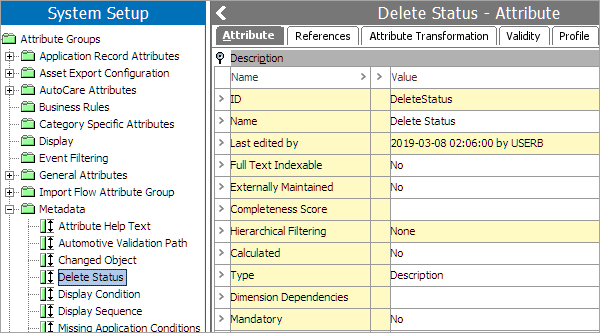 System Setup
Attribute Groups
Application Record Attributes
Asset Export Configuration
AutoCare Attributes
Business Rules
Category Specific Attributes
Display
Event Filtering
General Attributes
Import Flow Attribute Group
Metadata
Attribute Help Text
Automotive Validation Path
Changed Object
Delete Status
Display Condition
Display Sequence
Missing Application Conditions
Delete Status - Attribute
Attribute References Attribute Transformation Validity Profile
Description
Name Value
ID DeleteStatus
Name Delete Status
Last edited by 2019-03-08 02:06:00 by USERB
Full Text Indexable No
Externally Maintained No
Completeness Score
Hierarchical Filtering None
Calculated No
Type Description
Dimension Dependencies
Mandatory No